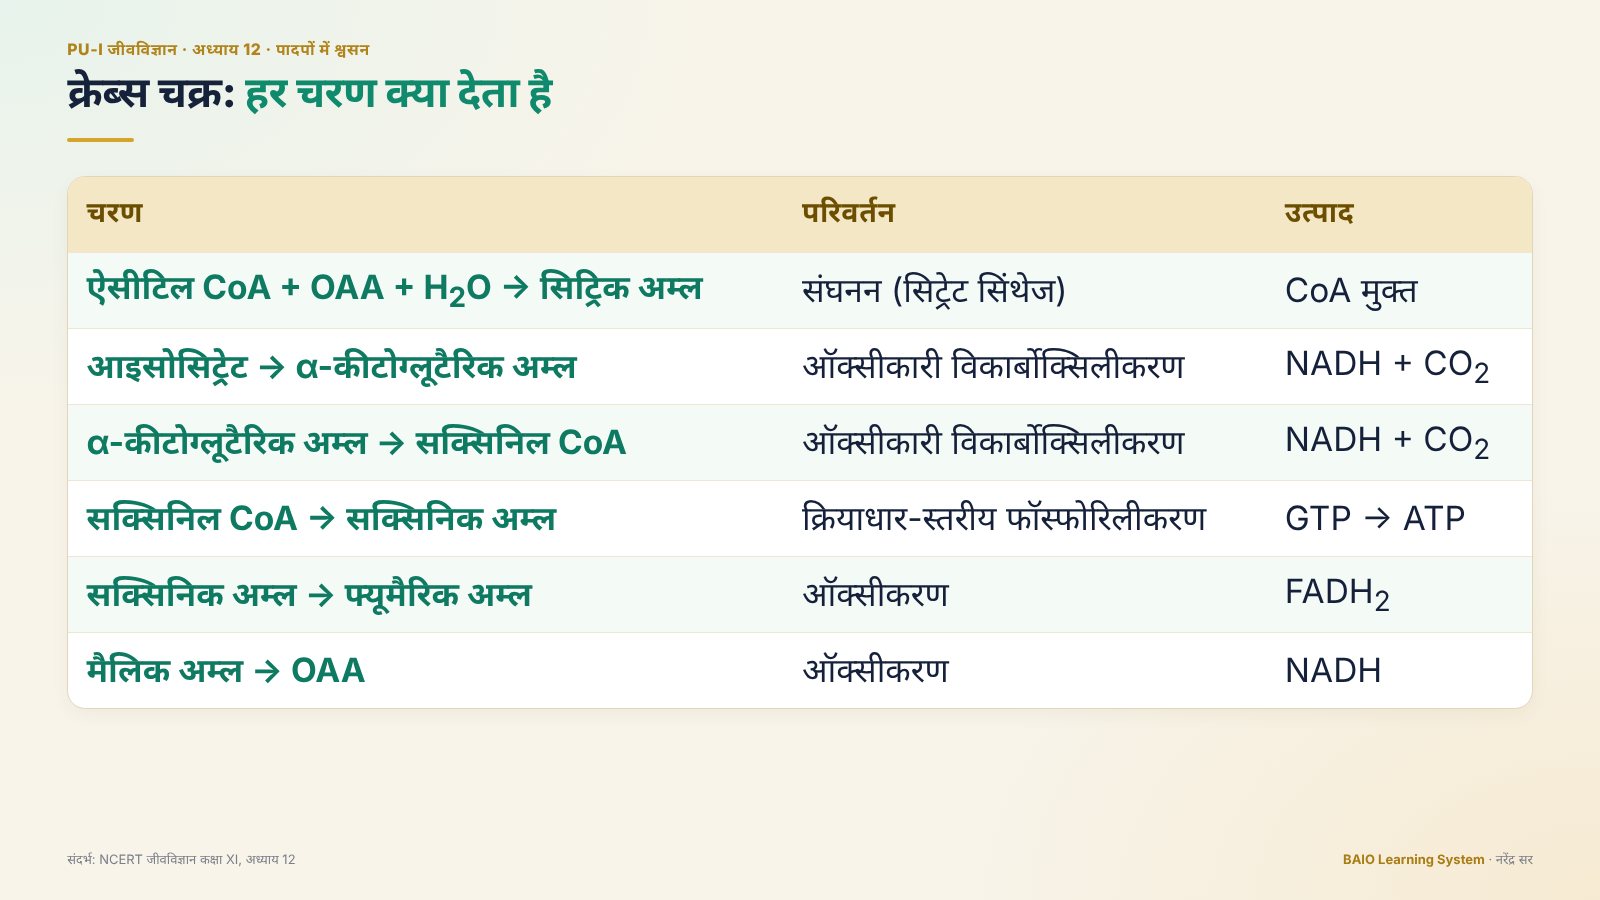 PU-I जीवविज्ञान · अध्याय 12 · पादपों में श्वसन
क्रेब्स चक्र: हर चरण क्या देता है
चरण परिवर्तन उत्पाद
ऐसीटिल CoA + OAA + H₂O → सिट्रिक अम्ल संघनन (सिट्रेट सिंथेज) CoA मुक्त
आइसोसिट्रेट → α-कीटोग्लूटैरिक अम्ल ऑक्सीकारी विकार्बोक्सिलीकरण NADH + CO₂
α-कीटोग्लूटैरिक अम्ल → सक्सिनिल CoA ऑक्सीकारी विकार्बोक्सिलीकरण NADH + CO₂
सक्सिनिल CoA → सक्सिनिक अम्ल क्रियाधार-स्तरीय फॉस्फोरिलीकरण GTP → ATP
सक्सिनिक अम्ल → फ्यूमैरिक अम्ल ऑक्सीकरण FADH₂
मैलिक अम्ल → OAA ऑक्सीकरण NADH
संदर्भ: NCERT जीवविज्ञान कक्षा XI, अध्याय 12
BAIO Learning System · नरेंद्र सर